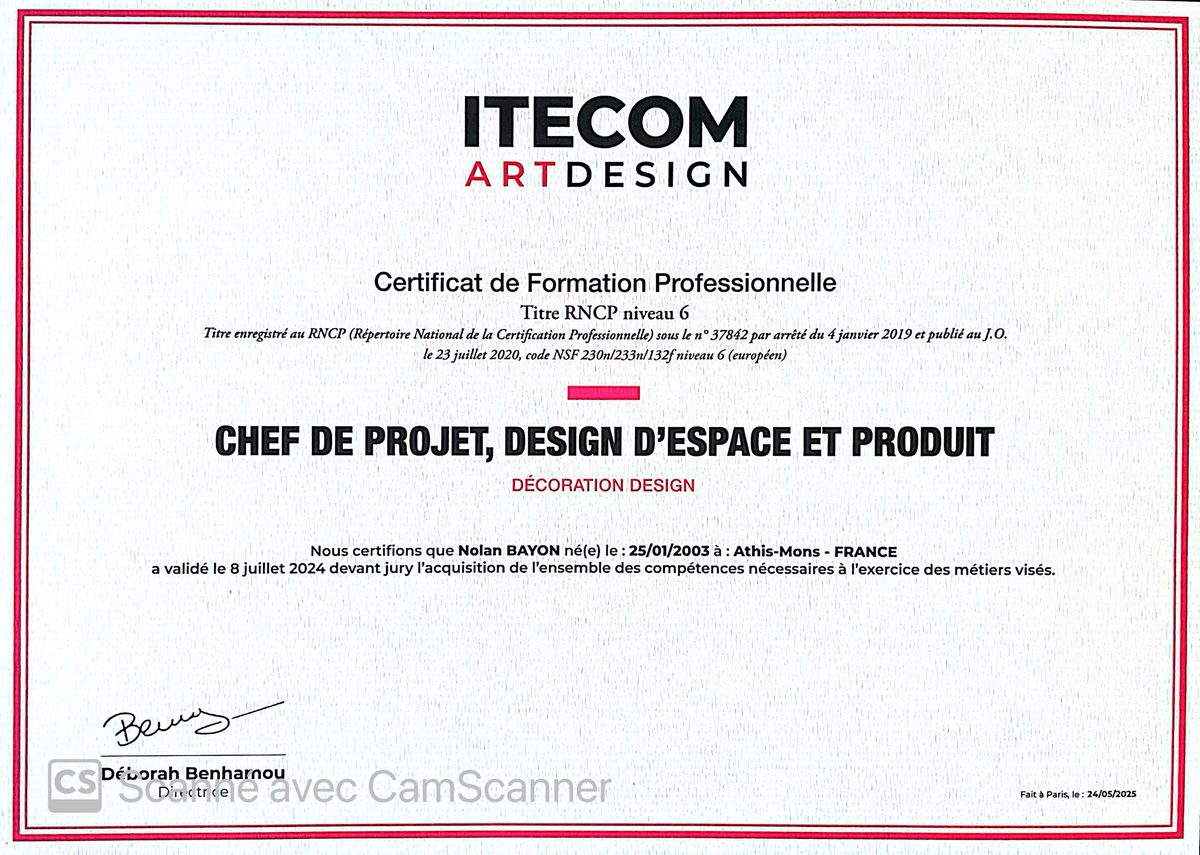 ITECOM
ARTDESIGN
Certificat de Formation Professionnelle
Titre RNCP niveau 6
Titre enregistré au RNCP (Répertoire National de la Certification Professionnelle) sous le n° 37842 par arrêté du 4 janvier 2019 et publié au J.O.
le 23 juillet 2020, code NSF 230n/233n/132f niveau 6 (européen)
CHEF DE PROJET, DESIGN D'ESPACE ET PRODUIT
DÉCORATION DESIGN
Nous certifions que Nolan BAYON né(e) le : 25/01/2003 à : Athis-Mons - FRANCE
a validé le 8 juillet 2024 devant jury l'acquisition de l'ensemble des compétences nécessaires à l'exercice des métiers visés.
Déborah Benharnou
Directrice
CS Scanné avec CamScanner
Fait à Paris, le : 24/05/2025